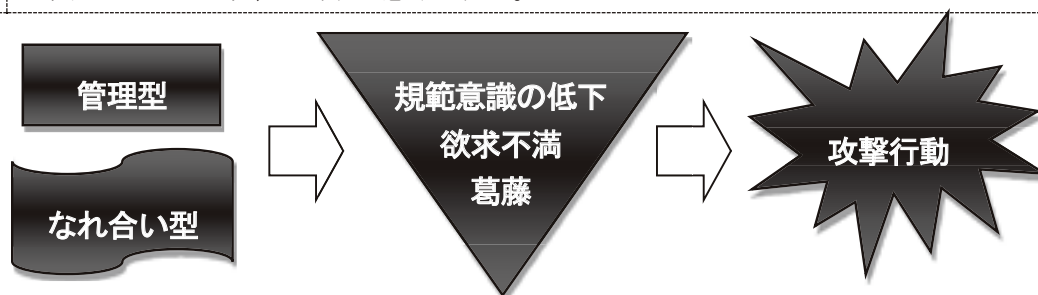 管理型
なれ合い型
規範意識の低下
欲求不満
葛藤
攻撃行動